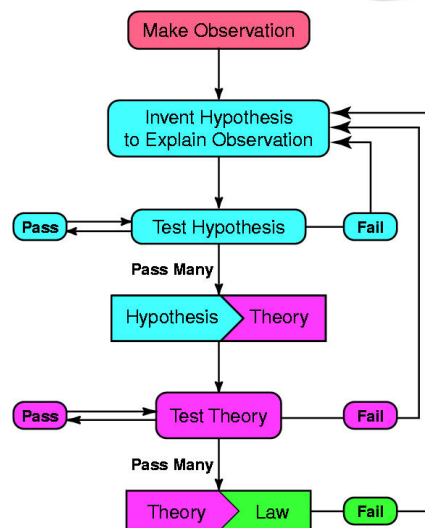 Make Observation
Invent Hypothesis
to Explain Observation
Pass
Test Hypothesis
Fail
Pass Many
Hypothesis
Theory
Pass
Test Theory
Fail
Pass Many
Theory
Law
Fail